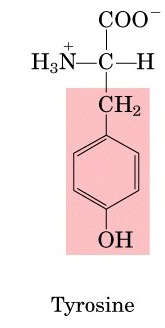 COO⁻
H₃N⁺—C—H
CH₂
OH
Tyrosine